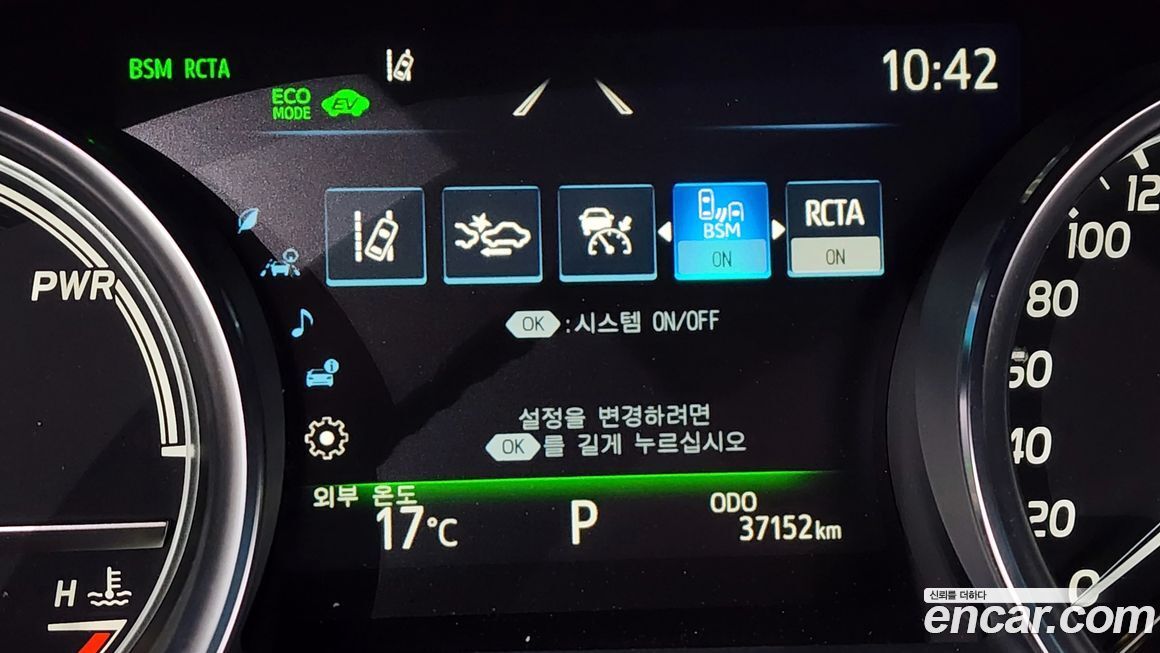 BSM RCTA
10:42
ECO
MODE
EV
BSM
ON
RCTA
ON
OK :시스템 ON/OFF
설정을 변경하려면
OK 를 길게 누르십시오
외부 온도
17°C
P
ODO
37152km
PWR
H
120
100
80
60
40
20
0
신뢰를 더하다
encar.com